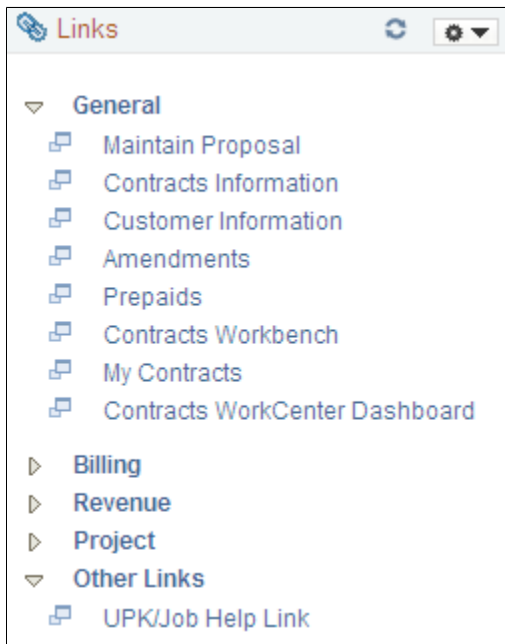 Links
General
Maintain Proposal
Contracts Information
Customer Information
Amendments
Prepaids
Contracts Workbench
My Contracts
Contracts WorkCenter Dashboard
Billing
Revenue
Project
Other Links
UPK/Job Help Link